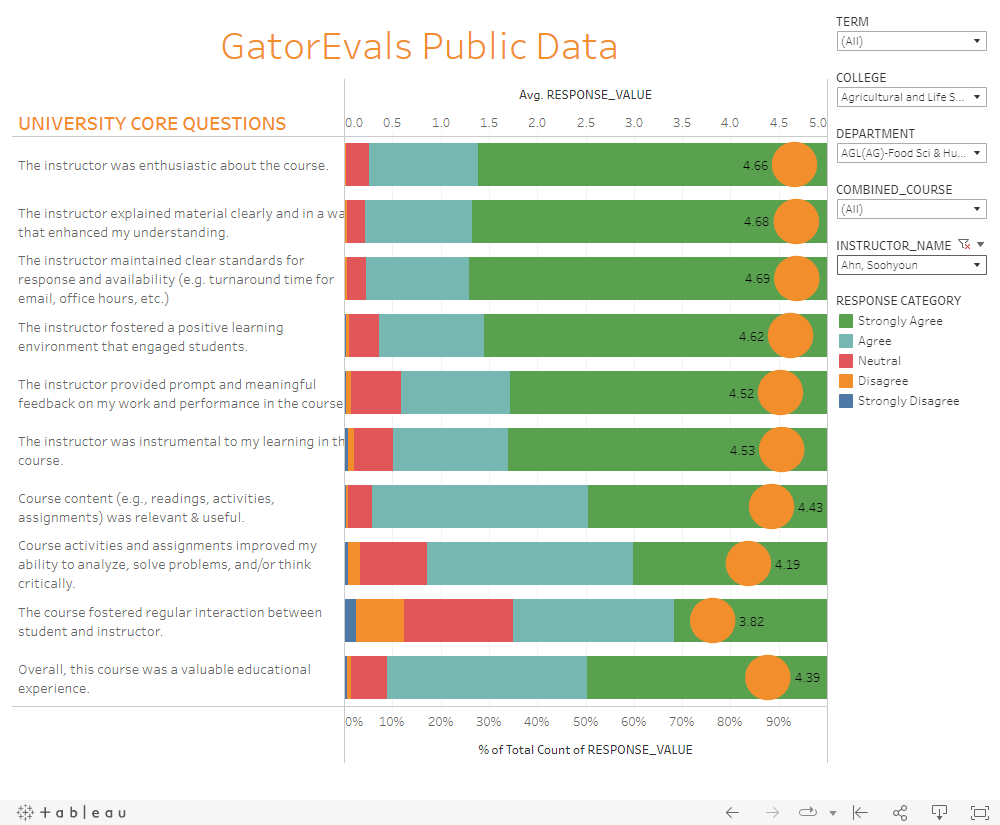 GatorEvals Public Data
Avg. RESPONSE_VALUE
UNIVERSITY CORE QUESTIONS
0.0 0.5 1.0 1.5 2.0 2.5 3.0 3.5 4.0 4.5 5.0
The instructor was enthusiastic about the course.
4.66
The instructor explained material clearly and in a wa
that enhanced my understanding.
4.68
The instructor maintained clear standards for
response and availability (e.g. turnaround time for
email, office hours, etc.)
4.69
The instructor fostered a positive learning
environment that engaged students.
4.62
The instructor provided prompt and meaningful
feedback on my work and performance in the course
4.52
The instructor was instrumental to my learning in th
course.
4.53
Course content (e.g., readings, activities,
assignments) was relevant & useful.
4.43
Course activities and assignments improved my
ability to analyze, solve problems, and/or think
critically.
4.19
The course fostered regular interaction between
student and instructor.
3.82
Overall, this course was a valuable educational
experience.
4.39
0% 10% 20% 30% 40% 50% 60% 70% 80% 90%
% of Total Count of RESPONSE_VALUE
TERM
(All)
COLLEGE
Agricultural and Life S...
DEPARTMENT
AGL(AG)-Food Sci & Hu...
COMBINED_COURSE
(All)
INSTRUCTOR_NAME
Ahn, Soohyoun
RESPONSE CATEGORY
Strongly Agree
Agree
Neutral
Disagree
Strongly Disagree
+ a b l e a u